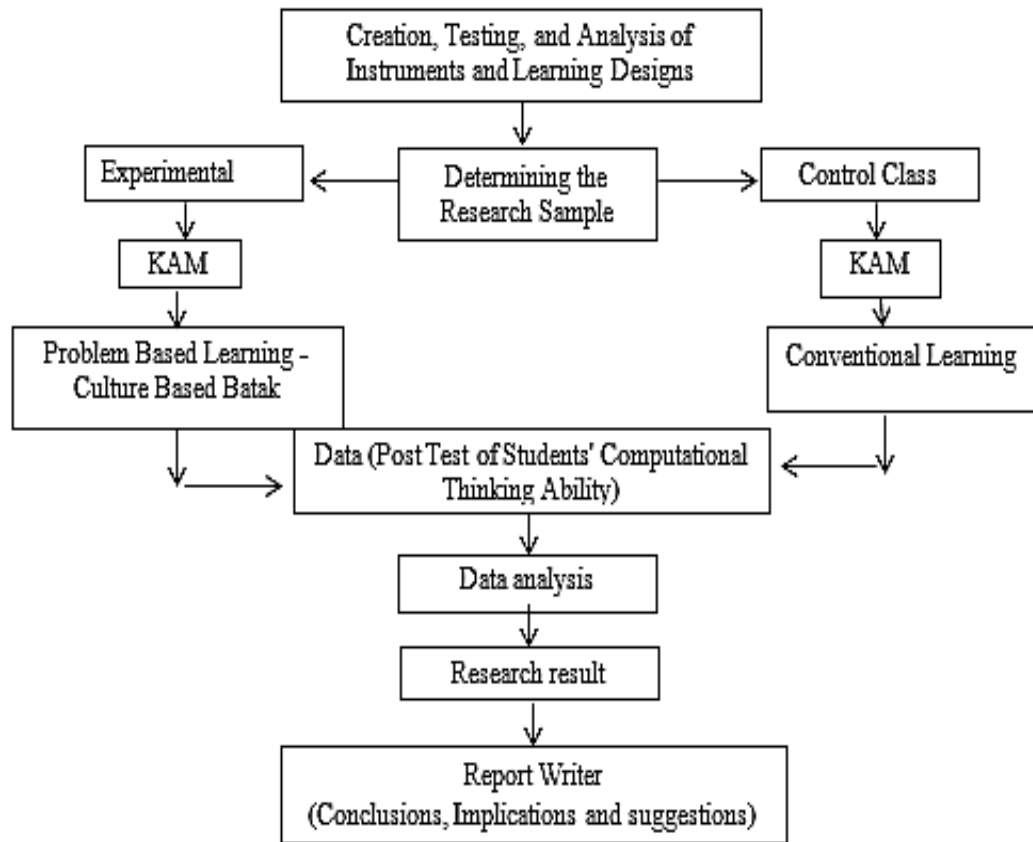 Creation, Testing, and Analysis of
Instruments and Learning Designs
Experimental
Determining the
Research Sample
Control Class
KAM
KAM
Problem Based Learning -
Culture Based Batak
Conventional Learning
Data (Post Test of Students' Computational
Thinking Ability)
Data analysis
Research result
Report Writer
(Conclusions, Implications and suggestions)